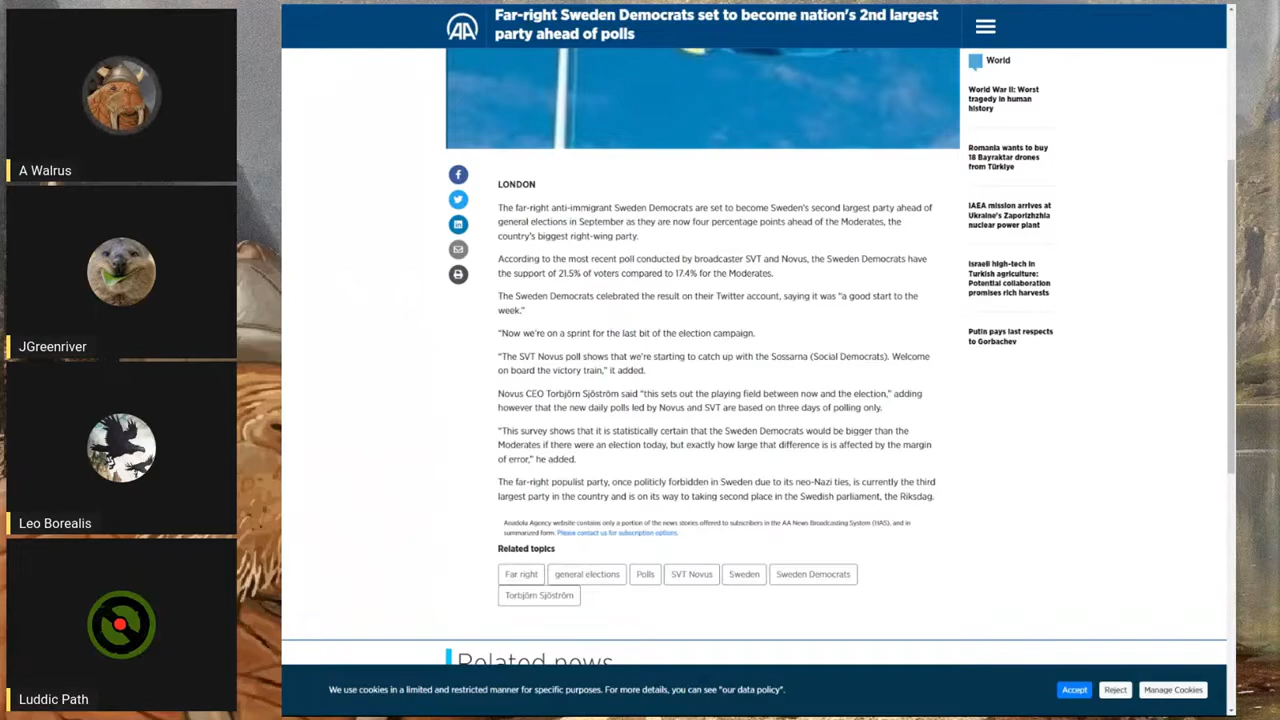 A Walrus
JGreenriver
Leo Borealis
Luddic Path
AA
Far-right Sweden Democrats set to become nation's 2nd largest
party ahead of polls
LONDON
The far-right anti-immigrant Sweden Democrats are set to become Sweden's second largest party ahead of
general elections in September as they are now four percentage points ahead of the Moderates, the
country's biggest right-wing party.
According to the most recent poll conducted by broadcaster SVT and Novus, the Sweden Democrats have
the support of 21.5% of voters compared to 17.4% for the Moderates.
The Sweden Democrats celebrated the result on their Twitter account, saying it was “a good start to the
week.”
“Now we're on a sprint for the last bit of the election campaign.
“The SVT Novus poll shows that we're starting to catch up with the Sossarna (Social Democrats). Welcome
on board the victory train,” it added.
Novus CEO Torbjörn Sjöström said “this sets out the playing field between now and the election,” adding
however that the new daily polls led by Novus and SVT are based on three days of polling only.
“This survey shows that it is statistically certain that the Sweden Democrats would be bigger than the
Moderates if there were an election today, but exactly how large that difference is is affected by the margin
of error,” he added.
The far-right populist party, once politicly forbidden in Sweden due to its neo-Nazi ties, is currently the third
largest party in the country and is on its way to taking second place in the Swedish parliament, the Riksdag.
Anadolu Agency website contains only a portion of the news stories offered to subscribers in the AA News Broadcasting System (HAS), and in
summarized form. Please contact us for subscription options.
Related topics
Far right
general elections
Polls
SVT Novus
Sweden
Sweden Democrats
Torbjörn Sjöström
Related news
World
World War II: Worst
tragedy in human
history
Romania wants to buy
18 Bayraktar drones
from Türkiye
IAEA mission arrives at
Ukraine's Zaporizhzhia
nuclear power plant
Israeli high-tech in
Turkish agriculture:
Potential collaboration
promises rich harvests
Putin pays last respects
to Gorbachev
We use cookies in a limited and restricted manner for specific purposes. For more details, you can see "our data policy".
Accept
Reject
Manage Cookies